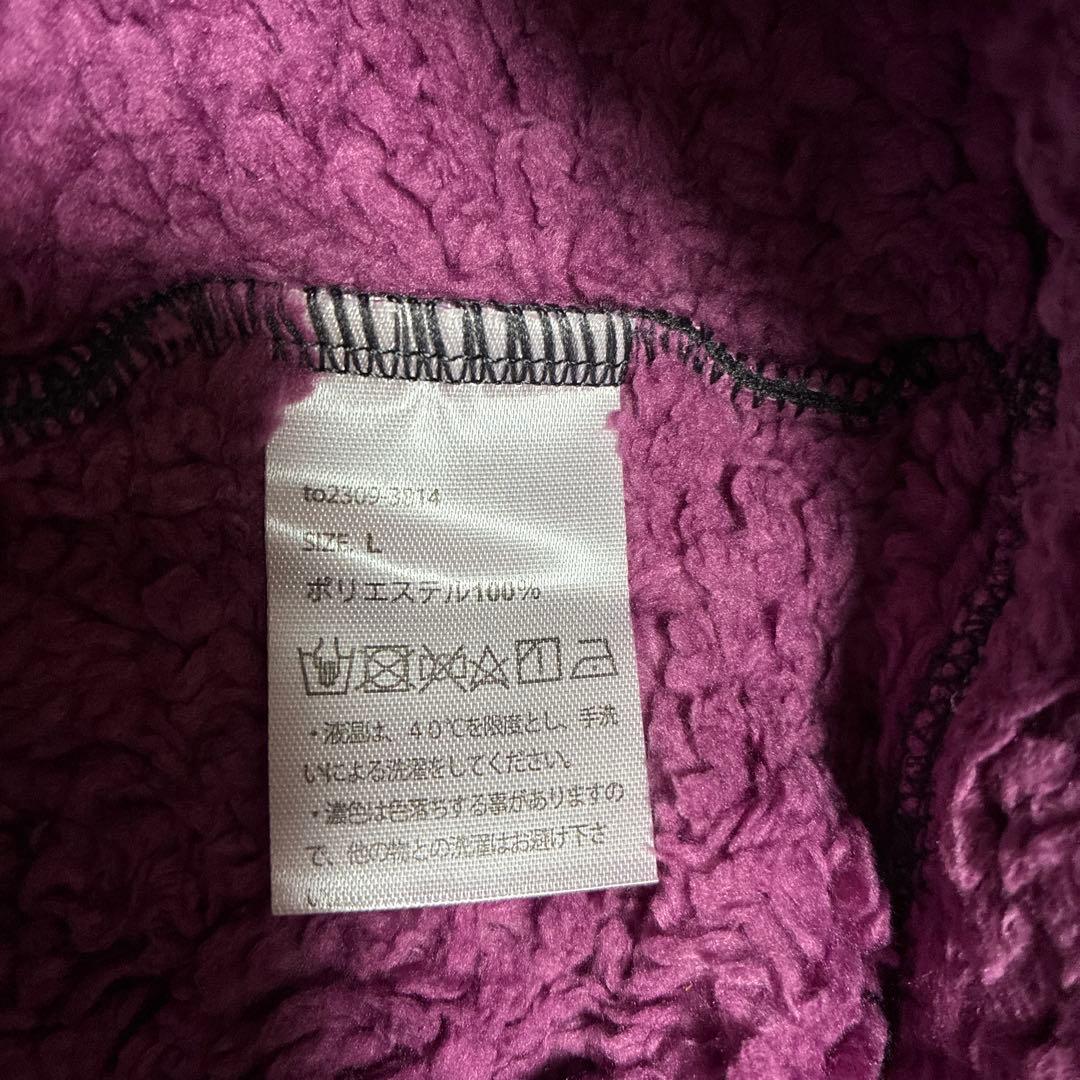 to2309-3214
SIZE: L
ポリエステル100%
・液温は、40℃を限度とし、手洗
いによる洗濯をしてください。
・濃色は色落ちする事がありますの
で、他の物との洗濯はお避け下さ
い。